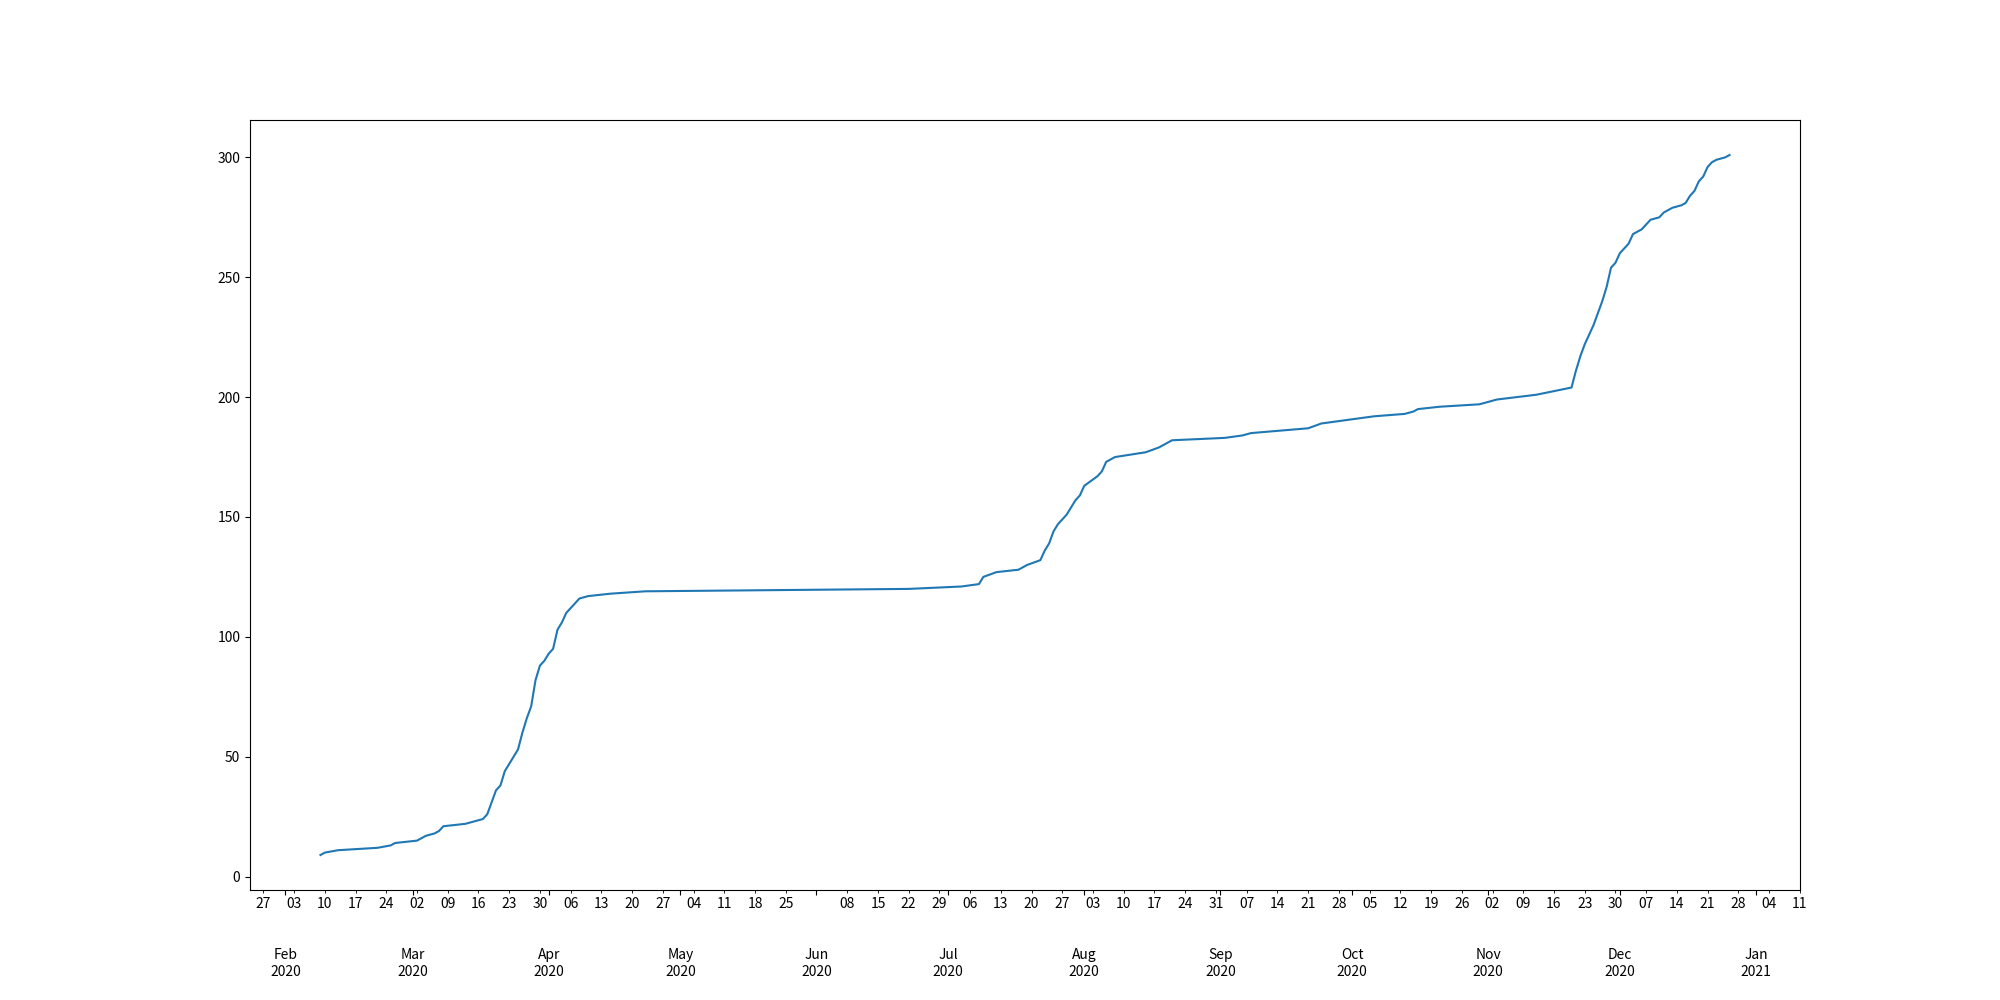 300
250
200
150
100
50
0
27 03 10 17 24 02 09 16 23 30 06 13 20 27 04 11 18 25 08 15 22 29 06 13 20 27 03 10 17 24 31 07 14 21 28 05 12 19 26 02 09 16 23 30 07 14 21 28 04 11
Feb Mar Apr May Jun Jul Aug Sep Oct Nov Dec Jan
2020 2020 2020 2020 2020 2020 2020 2020 2020 2020 2020 2021